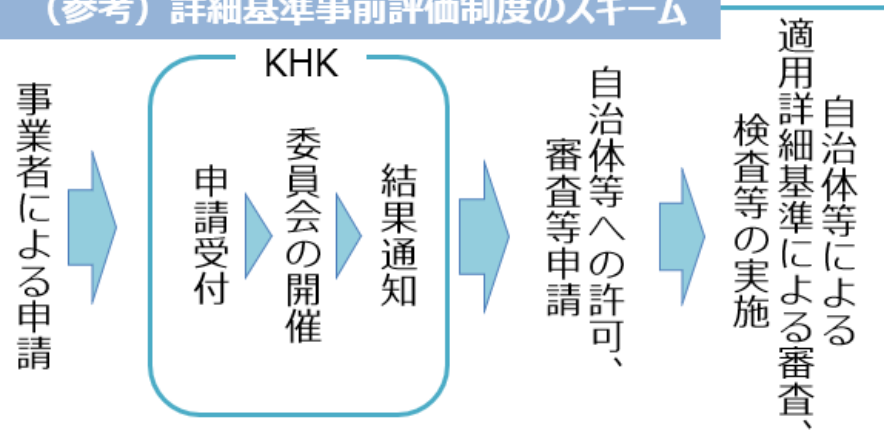 (参考)詳細基準事前評価制度のスキーム
事業者による申請
KHK
申請受付
委員会の開催
結果通知
自治体等への許可、
審査等申請
自治体等による
適用詳細基準による審査、
検査等の実施